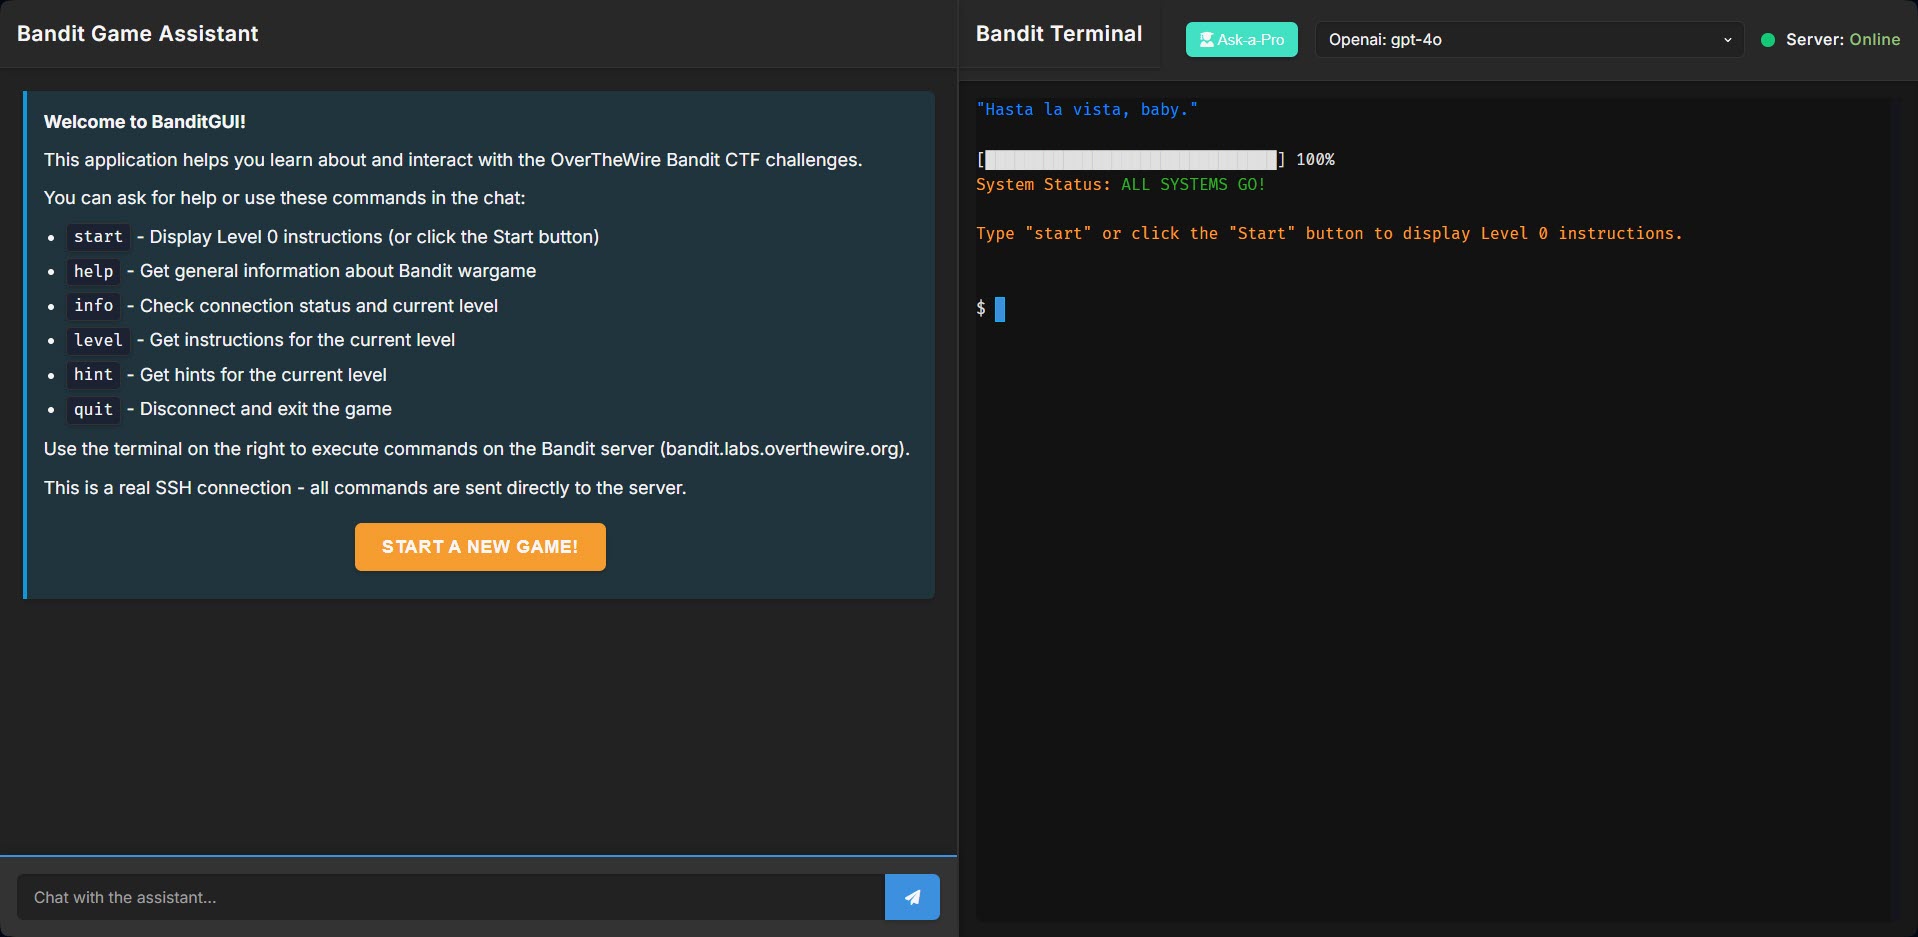 Bandit Game Assistant
Welcome to BanditGUI!
This application helps you learn about and interact with the OverTheWire Bandit CTF challenges.
You can ask for help or use these commands in the chat:
• start - Display Level 0 instructions (or click the Start button)
• help - Get general information about Bandit wargame
• info - Check connection status and current level
• level - Get instructions for the current level
• hint - Get hints for the current level
• quit - Disconnect and exit the game
Use the terminal on the right to execute commands on the Bandit server (bandit.labs.overthewire.org).
This is a real SSH connection - all commands are sent directly to the server.
START A NEW GAME!
Chat with the assistant...
Bandit Terminal
Ask-a-Pro
Openai: gpt-4o
Server: Online
"Hasta la vista, baby."
[██████████████████████████████] 100%
System Status: ALL SYSTEMS GO!
Type "start" or click the "Start" button to display Level 0 instructions.
$